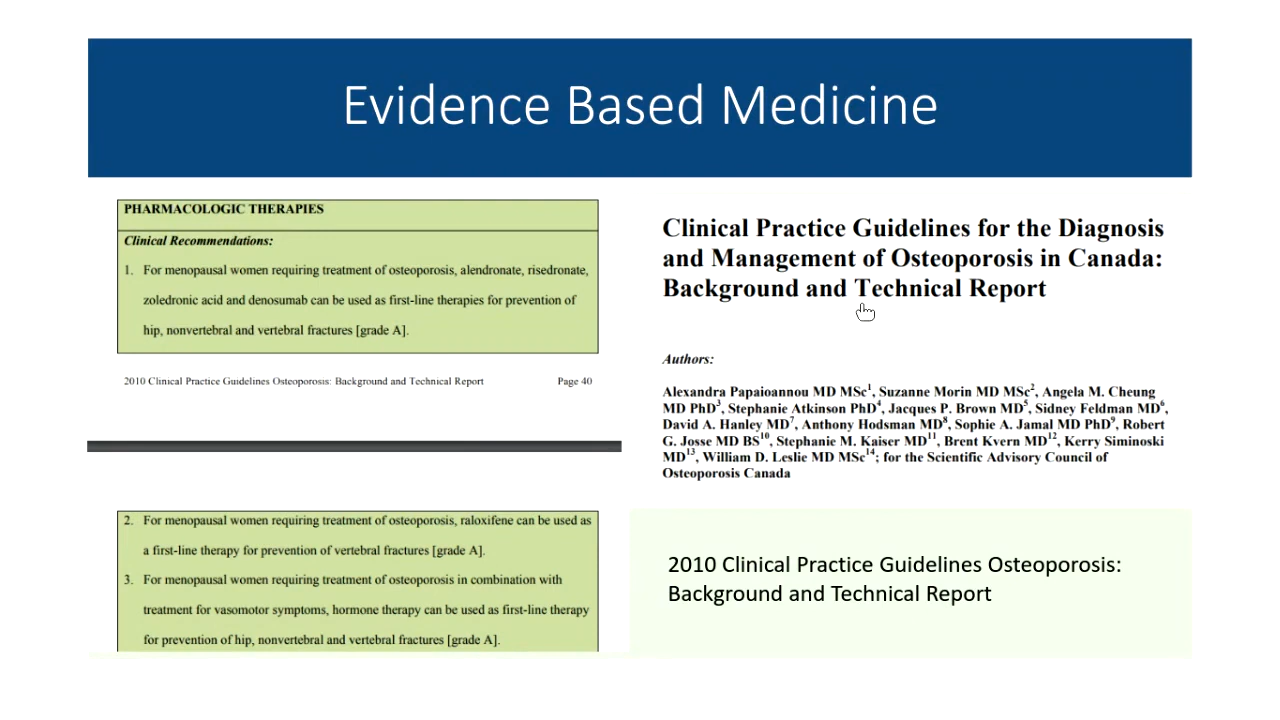 Evidence Based Medicine
PHARMACOLOGIC THERAPIES
Clinical Recommendations:
1. For menopausal women requiring treatment of osteoporosis, alendronate, risedronate,
zoledronic acid and denosumab can be used as first-line therapies for prevention of
hip, nonvertebral and vertebral fractures [grade A].
2010 Clinical Practice Guidelines Osteoporosis: Background and Technical Report Page 40
2. For menopausal women requiring treatment of osteoporosis, raloxifene can be used as
a first-line therapy for prevention of vertebral fractures [grade A].
3. For menopausal women requiring treatment of osteoporosis in combination with
treatment for vasomotor symptoms, hormone therapy can be used as first-line therapy
for prevention of hip, nonvertebral and vertebral fractures [grade A].
Clinical Practice Guidelines for the Diagnosis
and Management of Osteoporosis in Canada:
Background and Technical Report
Authors:
Alexandra Papaioannou MD MSc1, Suzanne Morin MD MSc2, Angela M. Cheung
MD PhD3, Stephanie Atkinson PhD4, Jacques P. Brown MD5, Sidney Feldman MD6,
David A. Hanley MD7, Anthony Hodsman MD8, Sophie A. Jamal MD PhD9, Robert
G. Josse MD BS10, Stephanie M. Kaiser MD11, Brent Kvern MD12, Kerry Siminoski
MD13, William D. Leslie MD MSc14; for the Scientific Advisory Council of
Osteoporosis Canada
2010 Clinical Practice Guidelines Osteoporosis:
Background and Technical Report